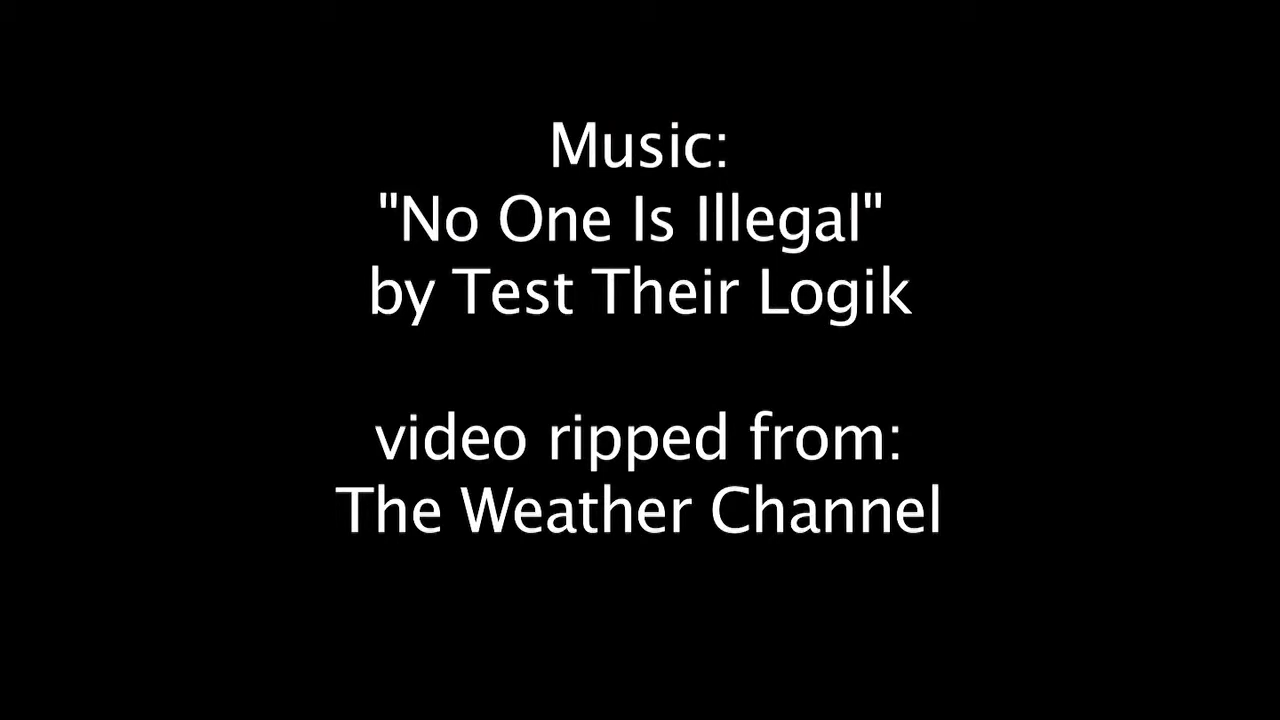 Music:
"No One Is Illegal"
by Test Their Logik
video ripped from:
The Weather Channel